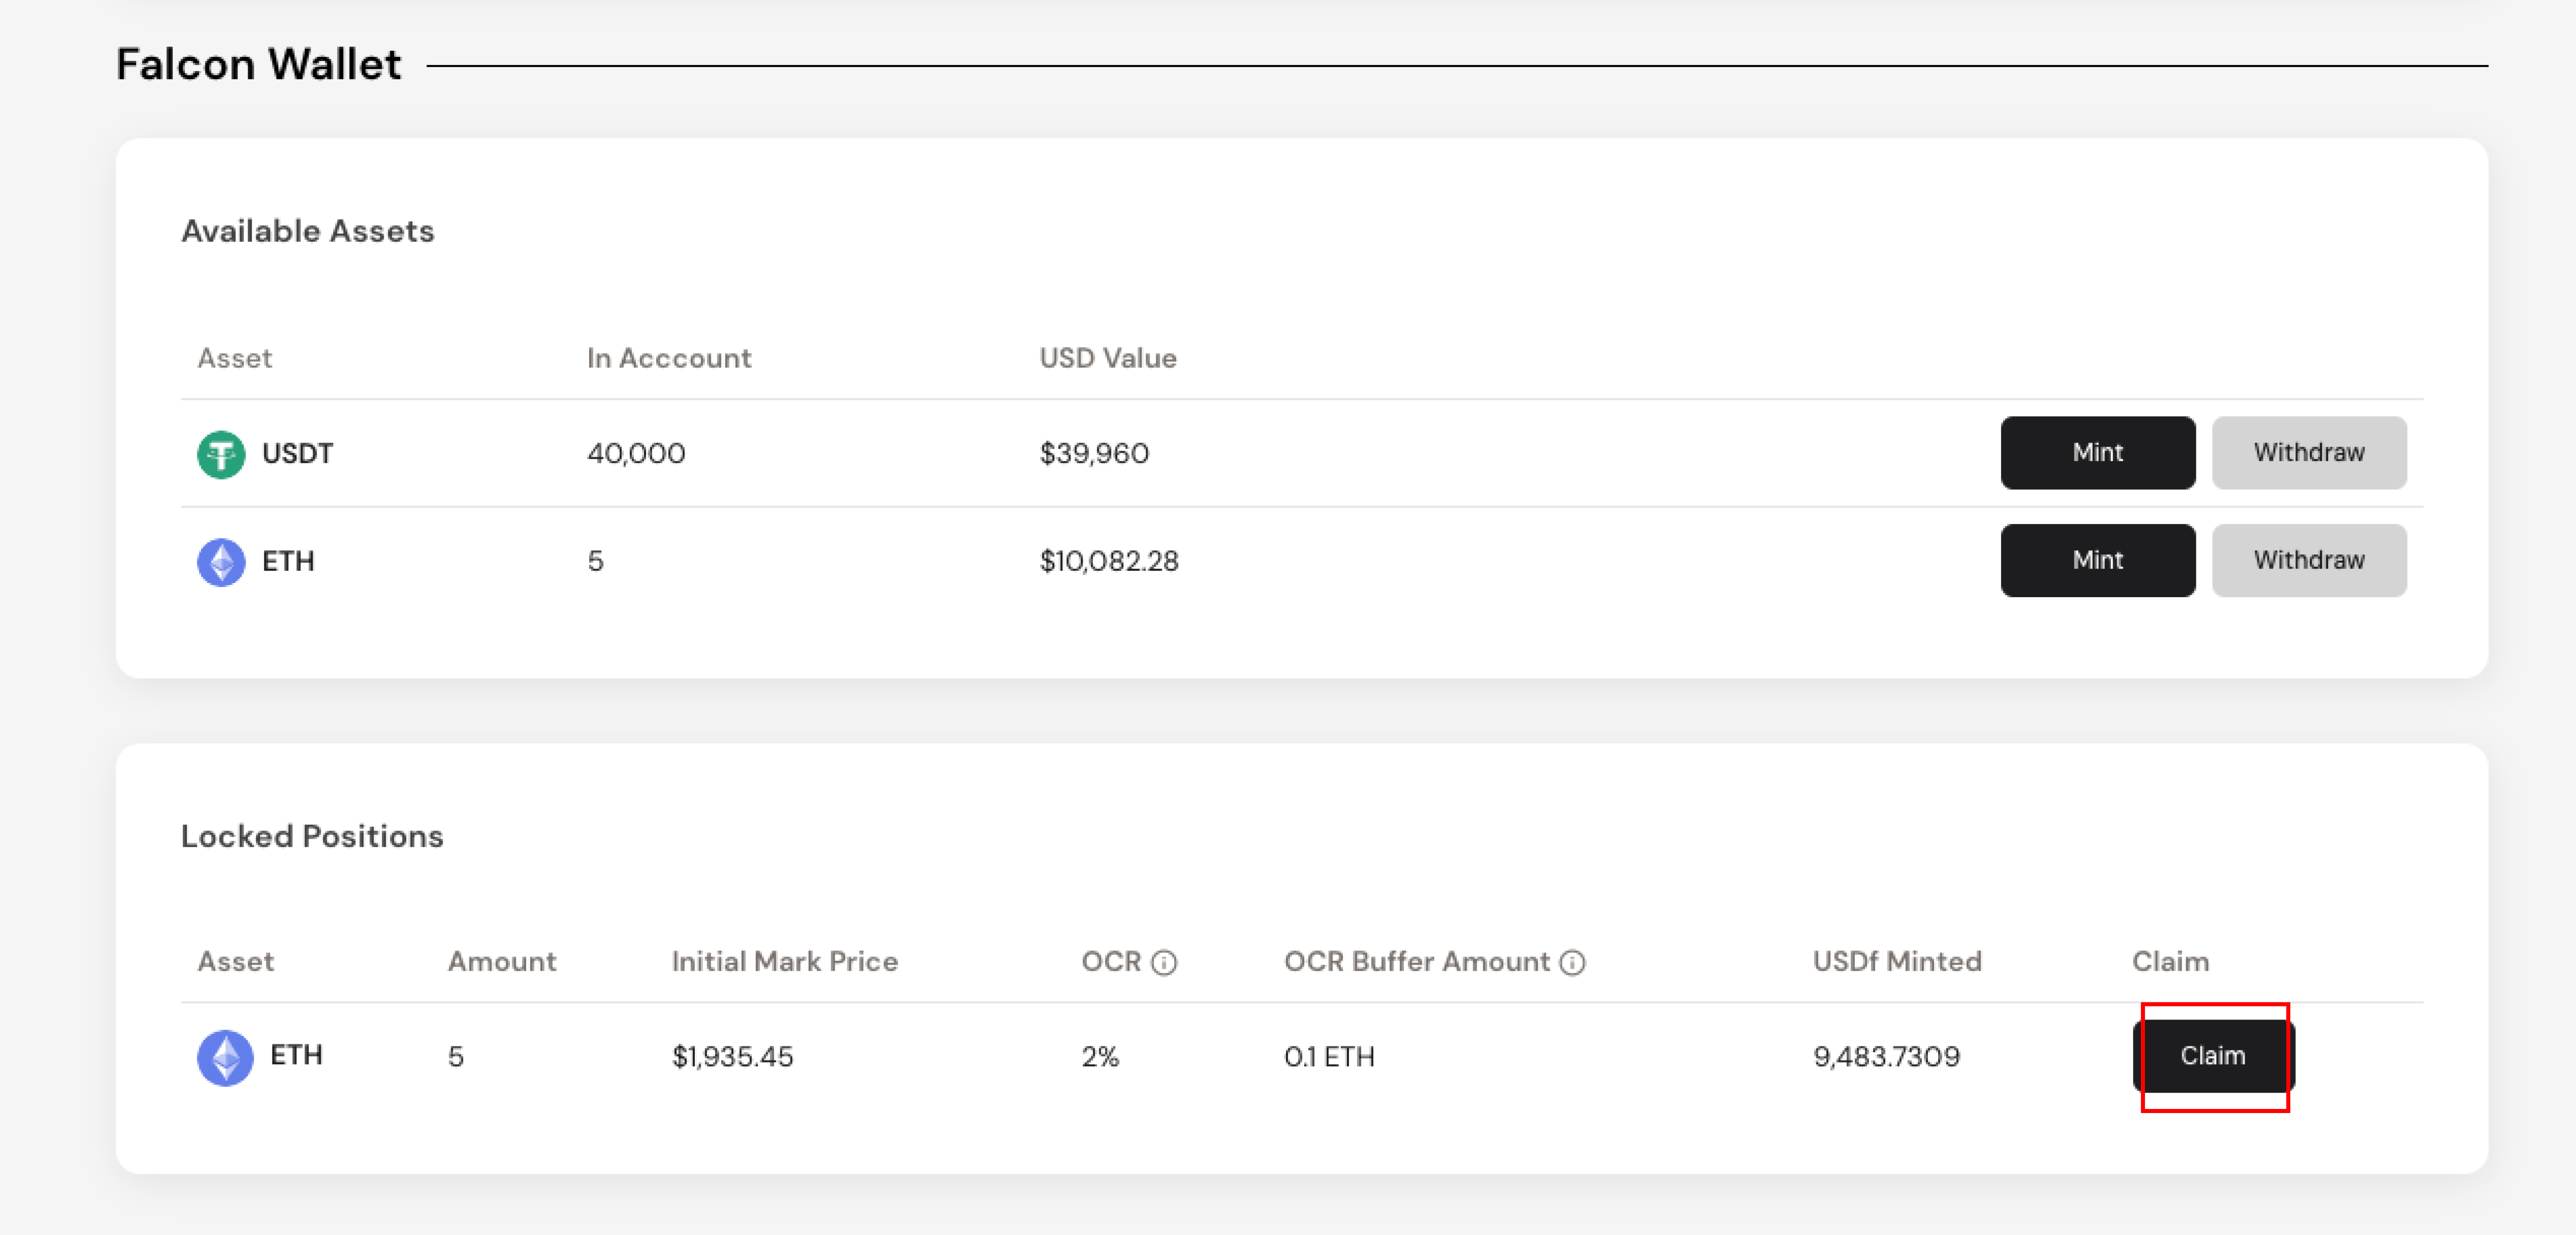 Falcon Wallet
Available Assets
Asset In Acccount USD Value
USDT 40,000 $39,960 Mint Withdraw
ETH 5 $10,082.28 Mint Withdraw
Locked Positions
Asset Amount Initial Mark Price OCR OCR Buffer Amount USDf Minted Claim
ETH 5 $1,935.45 2% 0.1 ETH 9,483.7309 Claim